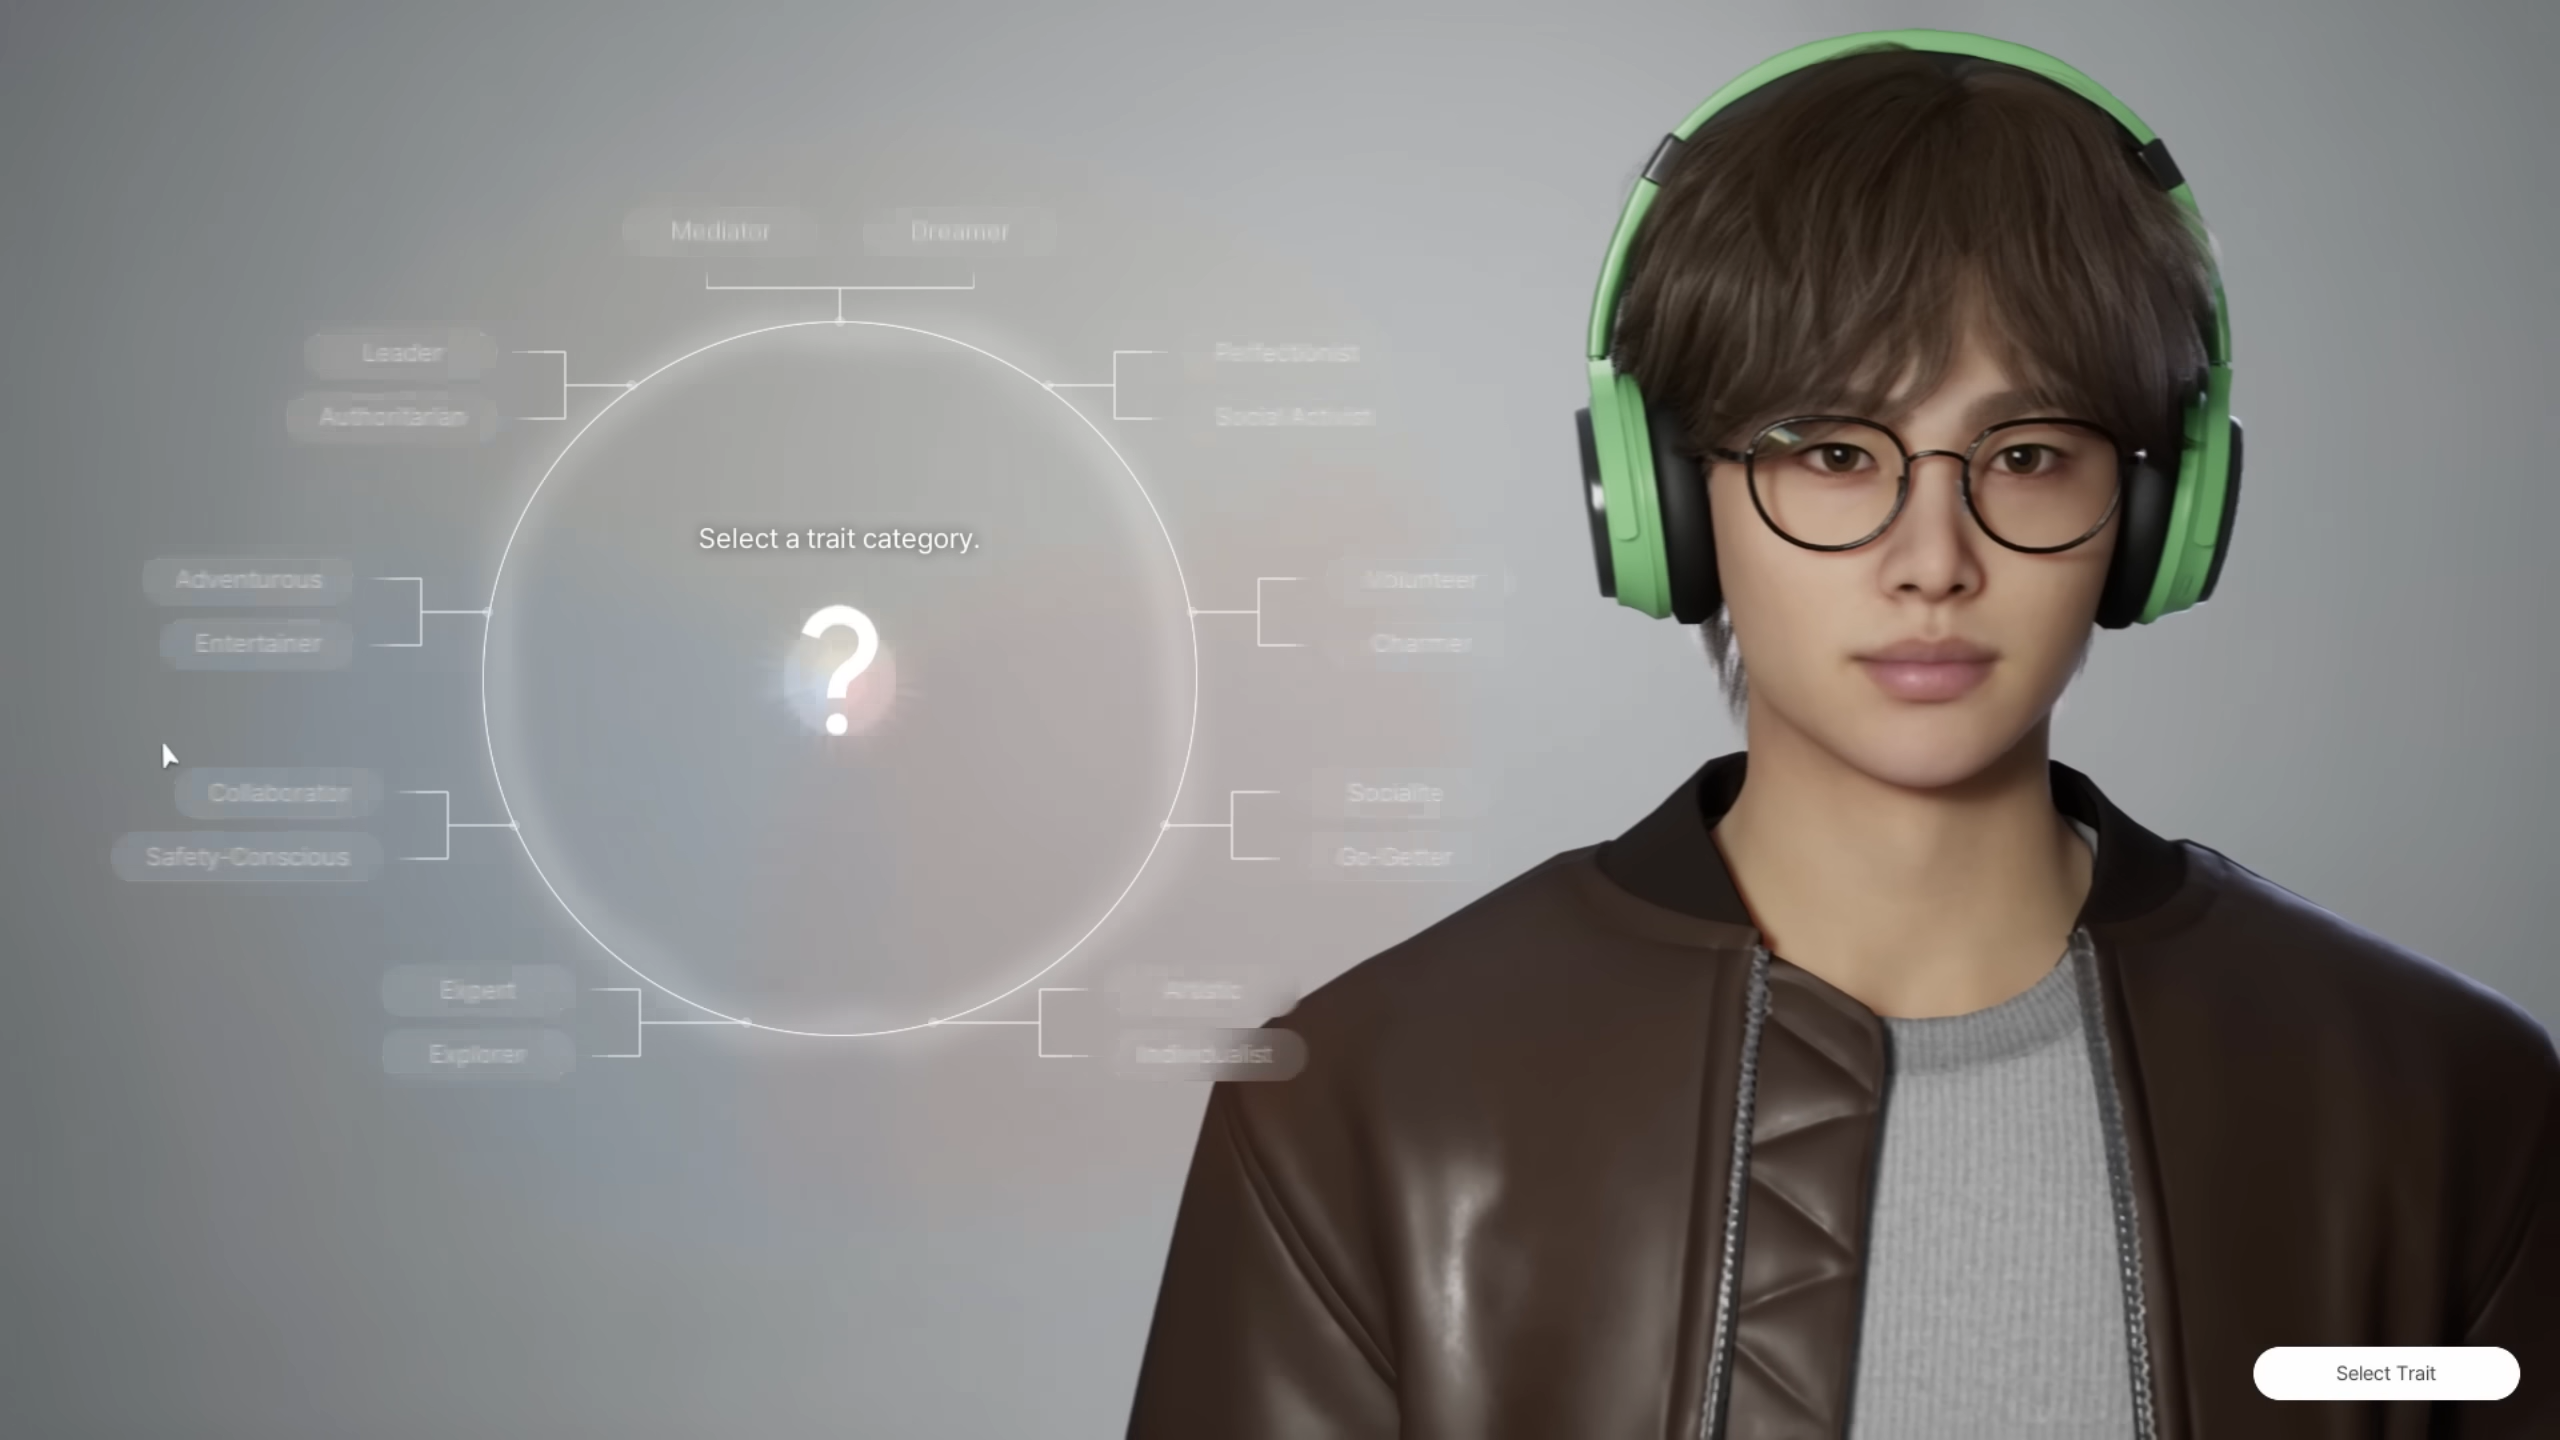 Mediator
Dreamer
Leader
Perfectionist
Authoritarian
Social Activist
Select a trait category.
?
Adventurous
Volunteer
Entertainer
Charmer
Collaborator
Socialite
Safety-Conscious
Go-Getter
Expert
Artistic
Explorer
Individualist
Select Trait